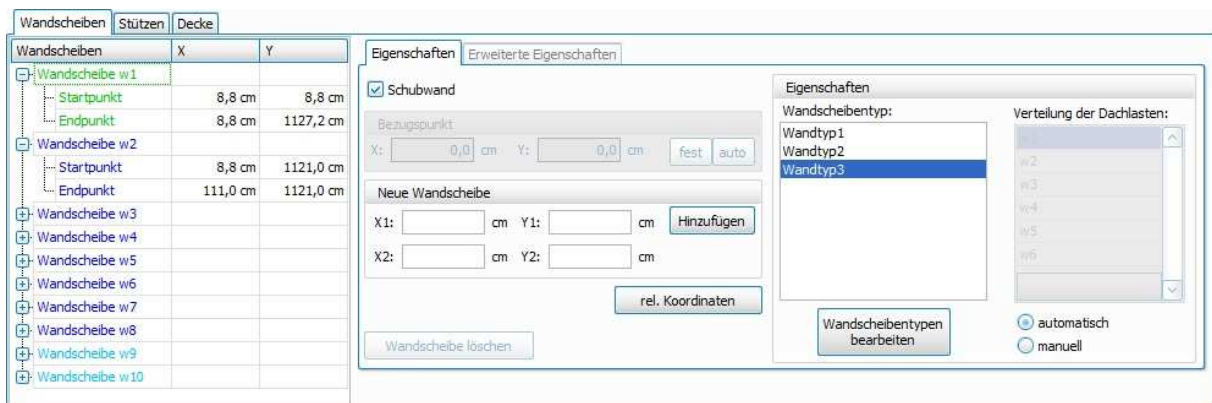 Wandscheiben Stützen Decke
Wandscheiben X Y
Wandscheibe w1
Startpunkt 8,8 cm 8,8 cm
Endpunkt 8,8 cm 1127,2 cm
Wandscheibe w2
Startpunkt 8,8 cm 1121,0 cm
Endpunkt 111,0 cm 1121,0 cm
Wandscheibe w3
Wandscheibe w4
Wandscheibe w5
Wandscheibe w6
Wandscheibe w7
Wandscheibe w8
Wandscheibe w9
Wandscheibe w10
Eigenschaften Erweiterte Eigenschaften
Schubwand
Bezugspunkt
X: 0,0 cm Y: 0,0 cm fest auto
Neue Wandscheibe
X1: cm Y1: cm Hinzufügen
X2: cm Y2: cm
rel. Koordinaten
Wandscheibe löschen
Eigenschaften
Wandscheibentyp:
Wandtyp1
Wandtyp2
Wandtyp3
Wandscheibentypen
bearbeiten
Verteilung der Dachlasten:
w2
w3
w4
w5
w6
automatisch
manuell